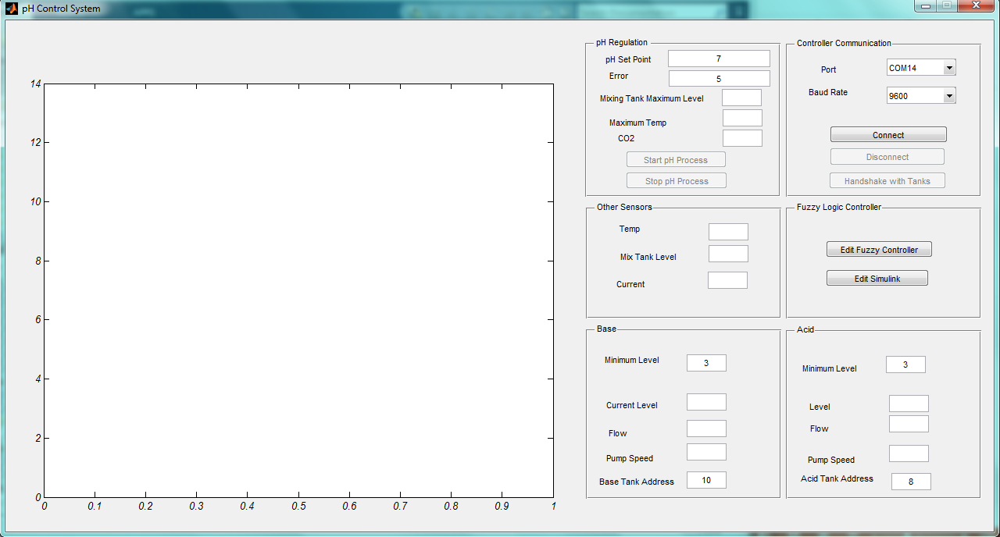 pH Control System
14
12
10
8
6
4
2
0
0 0.1 0.2 0.3 0.4 0.5 0.6 0.7 0.8 0.9 1
pH Regulation
pH Set Point 7
Error 5
Mixing Tank Maximum Level
Maximum Temp
CO2
Start pH Process
Stop pH Process
Controller Communication
Port COM14
Baud Rate 9600
Connect
Disconnect
Handshake with Tanks
Other Sensors
Temp
Mix Tank Level
Current
Fuzzy Logic Controller
Edit Fuzzy Controller
Edit Simulink
Base
Minimum Level 3
Current Level
Flow
Pump Speed
Base Tank Address 10
Acid
Minimum Level 3
Level
Flow
Pump Speed
Acid Tank Address 8